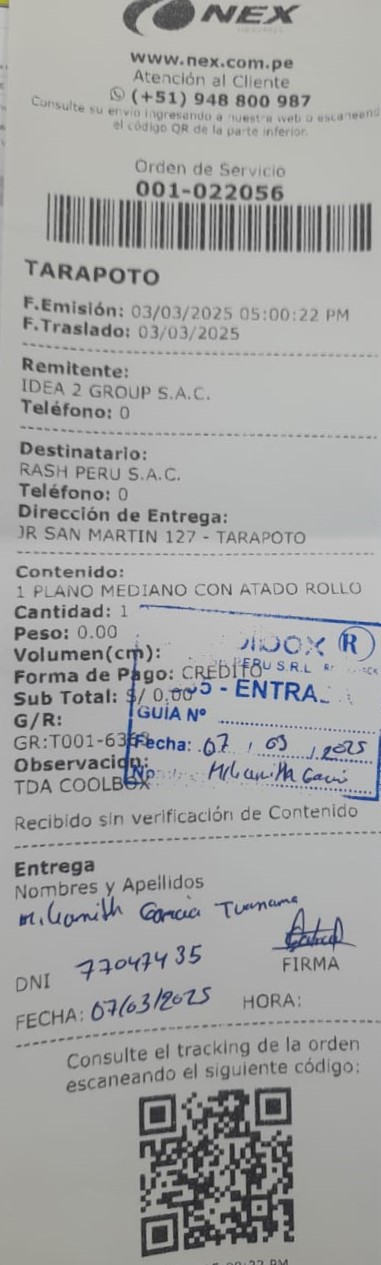 NEX
www.nex.com.pe
Atención al Cliente
(+51) 948 800 987
Consulte su envío ingresando a nuestra web o escaneando
el código QR de la parte inferior.
Orden de Servicio
001-022056
TARAPOTO
F.Emisión: 03/03/2025 05:00:22 PM
F.Traslado: 03/03/2025
Remitente:
IDEA 2 GROUP S.A.C.
Teléfono: 0
Destinatario:
RASH PERU S.A.C.
Teléfono: 0
Dirección de Entrega:
JR SAN MARTIN 127 - TARAPOTO
Contenido:
1 PLANO MEDIANO CON ATADO ROLLO
Cantidad: 1
Peso: 0.00
Volumen(cm):
Forma de Pago: CREDITO
PERU S.R.L
Sub Total: S/ 0.00
- ENTRA
G/R:
GUÍA Nº
GR:T001-63
Fecha: 07 / 03 / 2025
Observacion:
Nº
TDA COOLBOX
Recibido sin verificación de Contenido
Entrega
Nombres y Apellidos
Garcia
DNI 77047435
FIRMA
FECHA: 07/03/2025 HORA:
Consulte el tracking de la orden
escaneando el siguiente código: